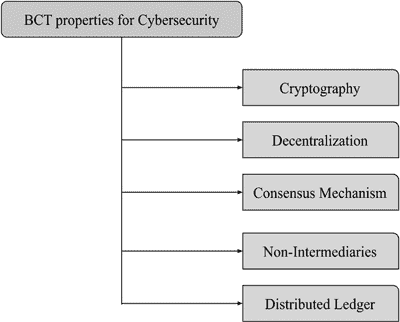 BCT properties for Cybersecurity
Cryptography
Decentralization
Consensus Mechanism
Non-Intermediaries
Distributed Ledger